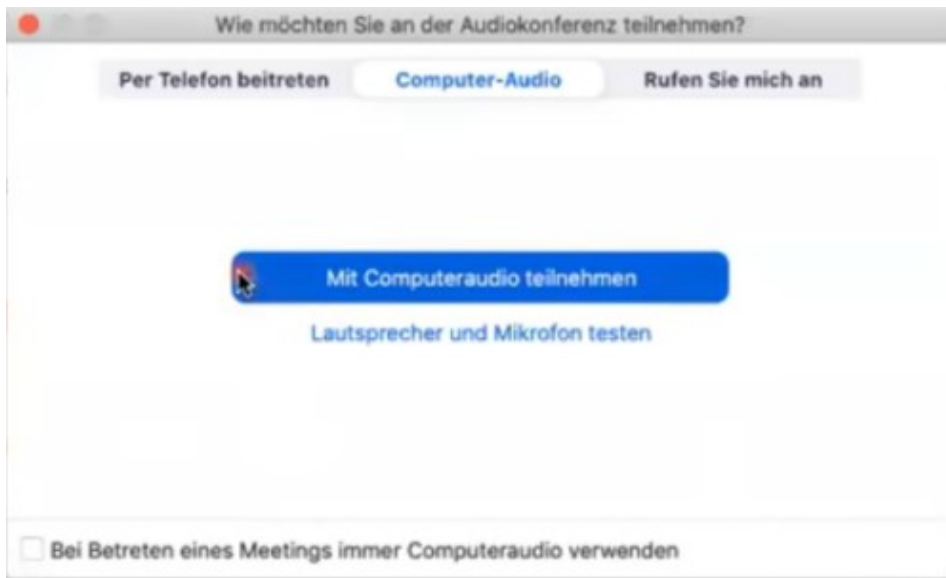 Wie möchten Sie an der Audiokonferenz teilnehmen?
Per Telefon beitreten Computer-Audio Rufen Sie mich an
Mit Computeraudio teilnehmen
Lautsprecher und Mikrofon testen
Bei Betreten eines Meetings immer Computeraudio verwenden